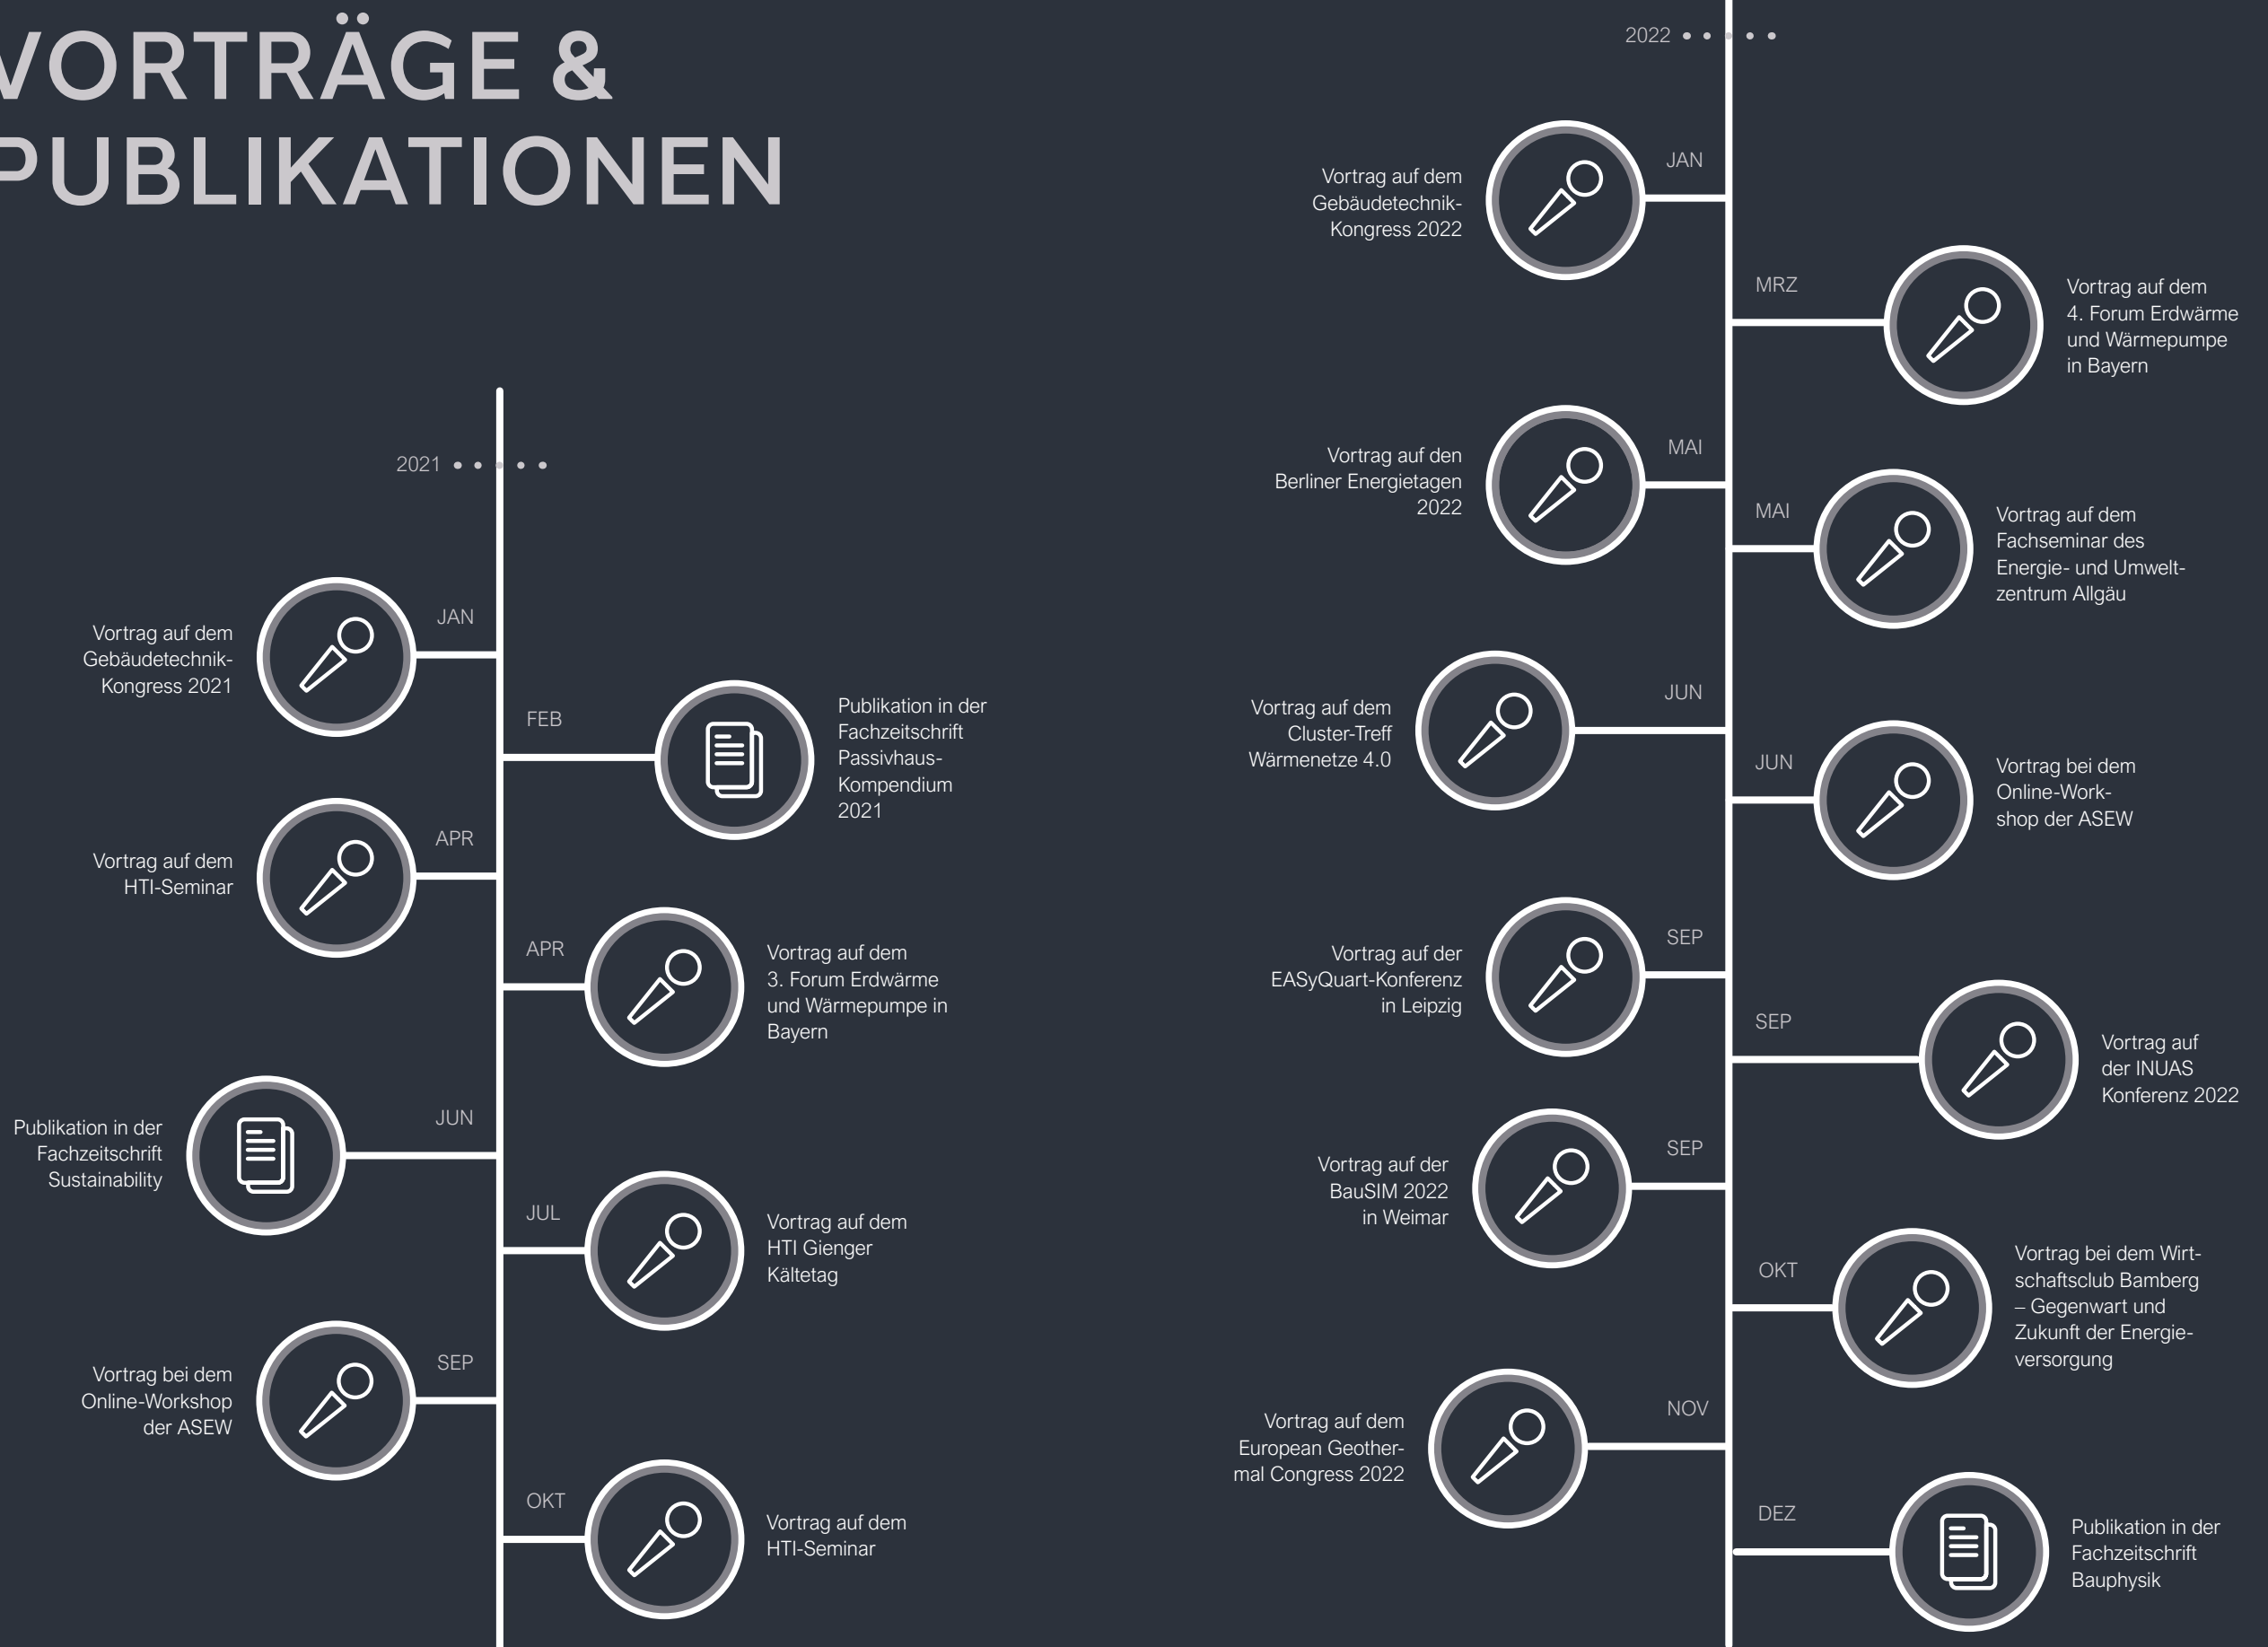 VORTRÄGE &
PUBLIKATIONEN
2021
JAN
Vortrag auf dem
Gebäudetechnik-
Kongress 2021
FEB
Publikation in der
Fachzeitschrift
Passivhaus-
Kompendium
2021
APR
Vortrag auf dem
HTI-Seminar
APR
Vortrag auf dem
3. Forum Erdwärme
und Wärmepumpe in
Bayern
JUN
Publikation in der
Fachzeitschrift
Sustainability
JUL
Vortrag auf dem
HTI Gienger
Kältetag
SEP
Vortrag bei dem
Online-Workshop
der ASEW
OKT
Vortrag auf dem
HTI-Seminar
2022
JAN
Vortrag auf dem
Gebäudetechnik-
Kongress 2022
MRZ
Vortrag auf dem
4. Forum Erdwärme
und Wärmepumpe
in Bayern
MAI
Vortrag auf den
Berliner Energietagen
2022
MAI
Vortrag auf dem
Fachseminar des
Energie- und Umwelt-
zentrum Allgäu
JUN
Vortrag auf dem
Cluster-Treff
Wärmenetze 4.0
JUN
Vortrag bei dem
Online-Work-
shop der ASEW
SEP
Vortrag auf der
EASyQuart-Konferenz
in Leipzig
SEP
Vortrag auf
der INUAS
Konferenz 2022
SEP
Vortrag auf der
BauSIM 2022
in Weimar
OKT
Vortrag bei dem Wirt-
schaftsclub Bamberg
– Gegenwart und
Zukunft der Energie-
versorgung
NOV
Vortrag auf dem
European Geother-
mal Congress 2022
DEZ
Publikation in der
Fachzeitschrift
Bauphysik